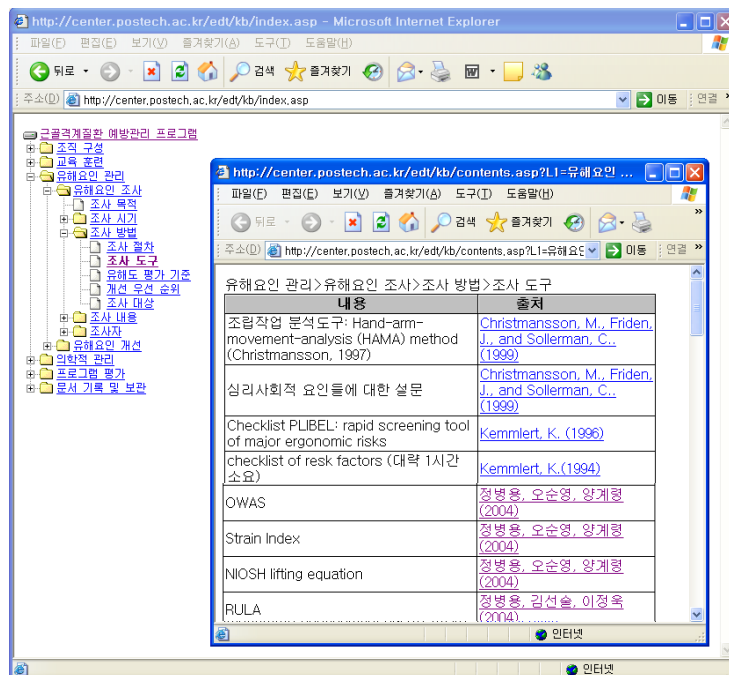 http://center.postech.ac.kr/edt/kb/index.asp - Microsoft Internet Explorer
파일(F) 편집(E) 보기(V) 즐겨찾기(A) 도구(T) 도움말(H)
뒤로 검색 즐겨찾기
주소(D) http://center.postech.ac.kr/edt/kb/index.asp 이동 연결 »
근골격계질환 예방관리 프로그램
조직 구성
교육 훈련
유해요인 관리
유해요인 조사
조사 목적
조사 시기
조사 방법
조사 절차
조사 도구
유해도 평가 기준
개선 우선 순위
조사 대상
조사 내용
조사자
유해요인 개선
의학적 관리
프로그램 평가
문서 기록 및 보관
http://center.postech.ac.kr/edt/kb/contents.asp?L1=유해요인 ...
파일(F) 편집(E) 보기(V) 즐겨찾기(A) 도구(T) 도움말(H)
뒤로 검색 즐겨찾기 »
주소(D) http://center.postech.ac.kr/edt/kb/contents.asp?L1=유해요 이동 연결 »
유해요인 관리>유해요인 조사>조사 방법>조사 도구
내용 출처
조립작업 분석도구: Hand-arm-
movement-analysis (HAMA) method
(Christmansson, 1997)
Christmansson, M., Friden,
J., and Sollerman, C..
(1999)
심리사회적 요인들에 대한 설문
Christmansson, M., Friden,
J., and Sollerman, C..
(1999)
Checklist PLIBEL: rapid screening tool
of major ergonomic risks
Kemmlert, K. (1996)
checklist of resk factors (대략 1시간
소요)
Kemmlert, K.(1994)
OWAS
정병용, 오순영, 양계령
(2004)
Strain Index
정병용, 오순영, 양계령
(2004)
NIOSH lifting equation
정병용, 오순영, 양계령
(2004)
RULA
정병용, 김선술, 이정욱
(2004)
인터넷
인터넷